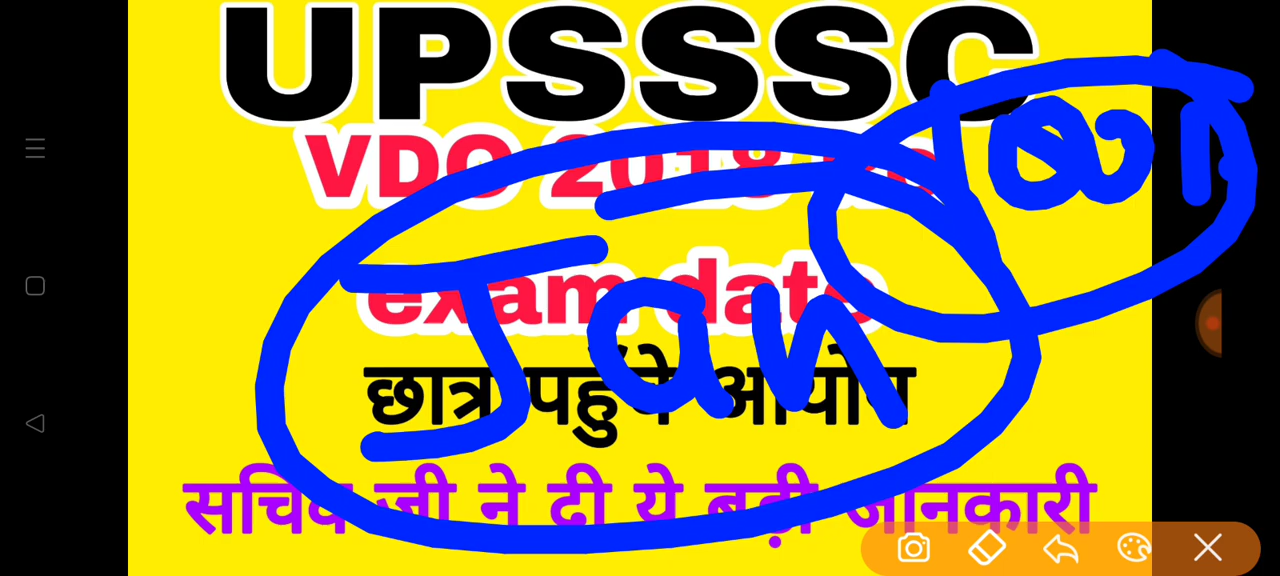 UPSSSC
VDO 2018
exam date
छात्र पहुँचे आयोग
सचिव जी ने दी ये बड़ी जानकारी
Jan